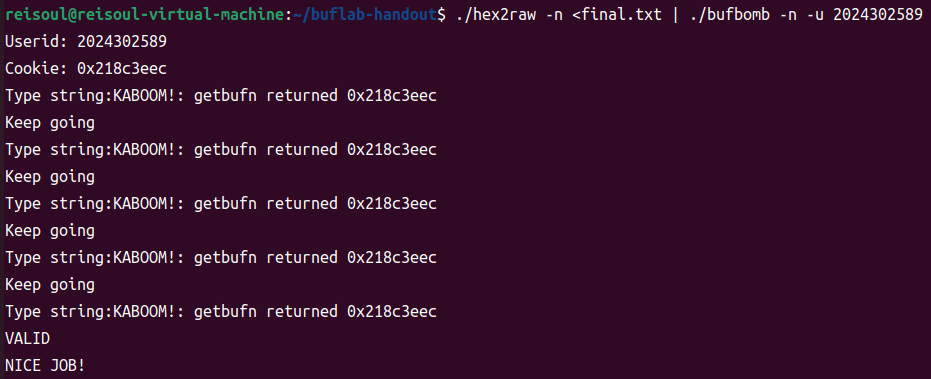 reisoul@reisoul-virtual-machine:~/buflab-handout$ ./hex2raw -n <final.txt | ./bufbomb -n -u 2024302589
Userid: 2024302589
Cookie: 0x218c3eec
Type string:KABOOM!: getbufn returned 0x218c3eec
Keep going
Type string:KABOOM!: getbufn returned 0x218c3eec
Keep going
Type string:KABOOM!: getbufn returned 0x218c3eec
Keep going
Type string:KABOOM!: getbufn returned 0x218c3eec
Keep going
Type string:KABOOM!: getbufn returned 0x218c3eec
VALID
NICE JOB!